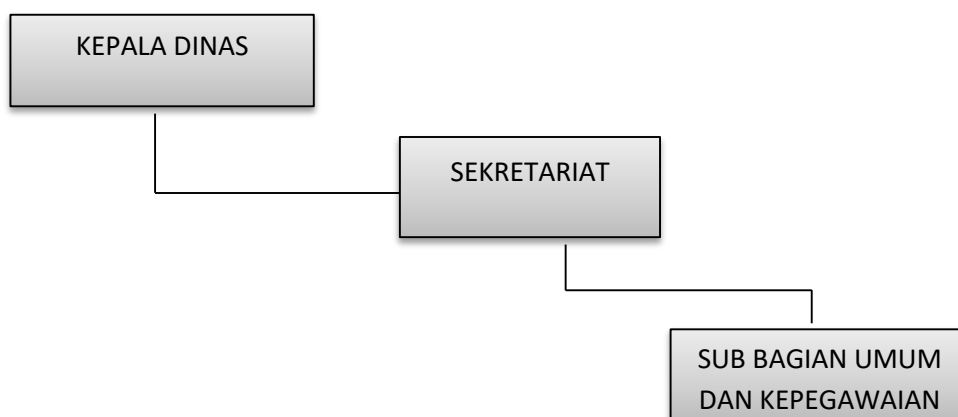 KEPALA DINAS
SEKRETARIAT
SUB BAGIAN UMUM
DAN KEPEGAWAIAN